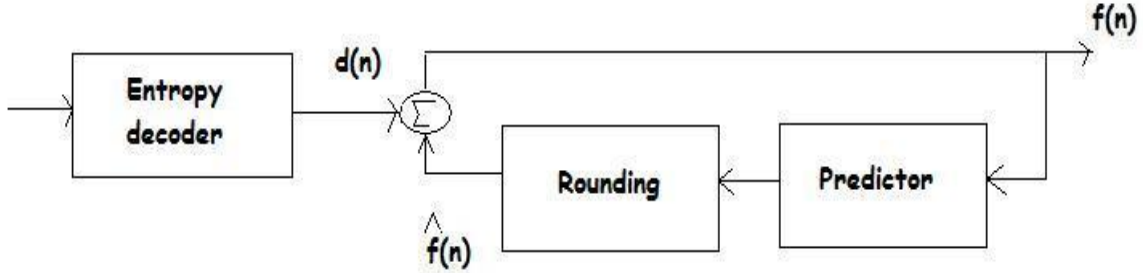 f(n)
d(n)
Entropy
decoder
Σ
Rounding
Predictor
^
f(n)